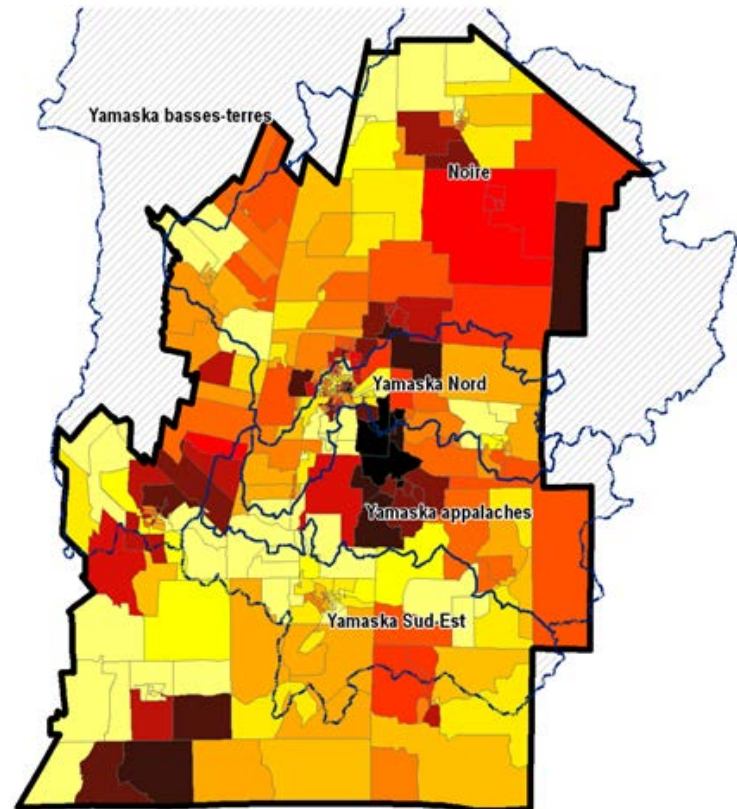 Yamaska basses-terres
Noire
Yamaska Nord
Yamaska appalaches
Yamaska Sud-Est